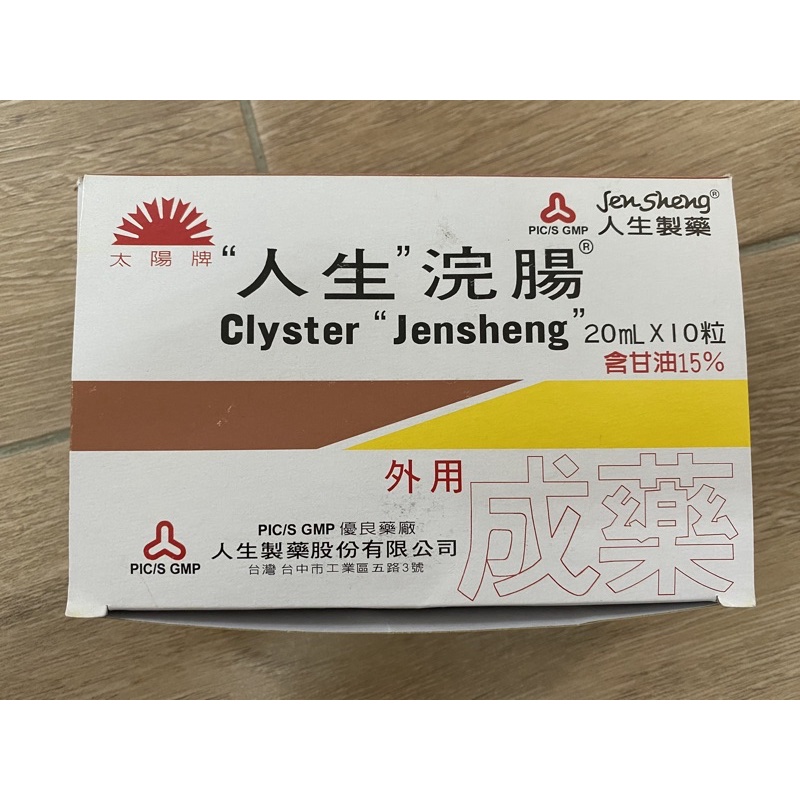 太陽牌
PIC/S GMP
Jen Sheng®
人生製藥
“人生”浣腸®
Clyster “Jensheng” 20mL X 10粒
含甘油15%
外用
成藥
PIC/S GMP
PIC/S GMP 優良藥廠
人生製藥股份有限公司
台灣 台中市工業區五路3號